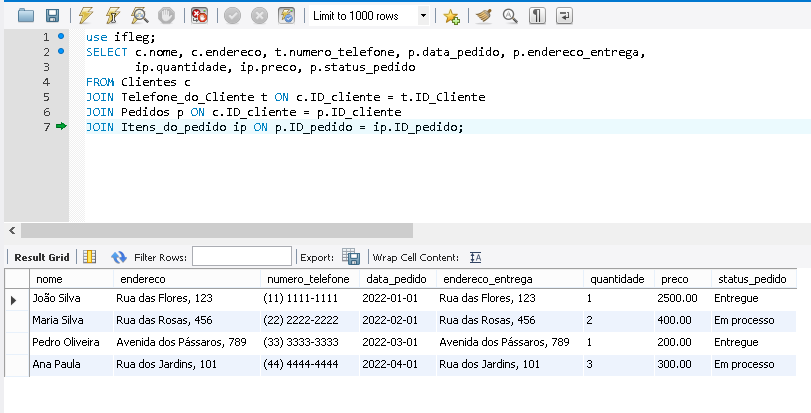 Limit to 1000 rows
1 use ifleg;
2 SELECT c.nome, c.endereco, t.numero_telefone, p.data_pedido, p.endereco_entrega,
3 ip.quantidade, ip.preco, p.status_pedido
4 FROM Clientes c
5 JOIN Telefone_do_Cliente t ON c.ID_cliente = t.ID_Cliente
6 JOIN Pedidos p ON c.ID_cliente = p.ID_cliente
7 JOIN Itens_do_pedido ip ON p.ID_pedido = ip.ID_pedido;
Result Grid Filter Rows: Export: Wrap Cell Content:
nome endereco numero_telefone data_pedido endereco_entrega quantidade preco status_pedido
João Silva Rua das Flores, 123 (11) 1111-1111 2022-01-01 Rua das Flores, 123 1 2500.00 Entregue
Maria Silva Rua das Rosas, 456 (22) 2222-2222 2022-02-01 Rua das Rosas, 456 2 400.00 Em processo
Pedro Oliveira Avenida dos Pássaros, 789 (33) 3333-3333 2022-03-01 Avenida dos Pássaros, 789 1 200.00 Entregue
Ana Paula Rua dos Jardins, 101 (44) 4444-4444 2022-04-01 Rua dos Jardins, 101 3 300.00 Em processo